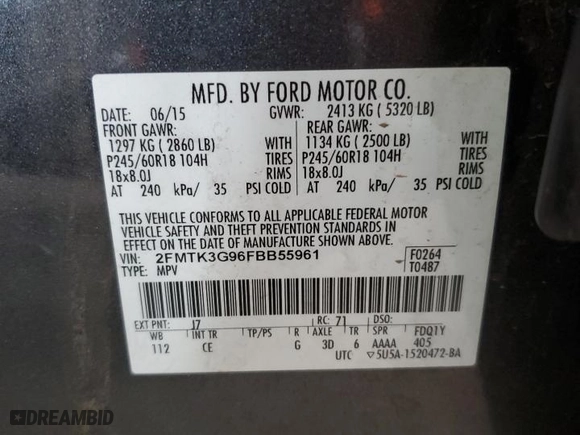 MFD. BY FORD MOTOR CO.
DATE: 06/15 GVWR: 2413 KG ( 5320 LB)
FRONT GAWR: REAR GAWR:
1297 KG ( 2860 LB) 1134 KG ( 2500 LB)
P245/60R18 104H TIRES P245/60R18 104H TIRES
18x8.0J RIMS 18x8.0J RIMS
AT 240 kPa/ 35 PSI COLD AT 240 kPa/ 35 PSI COLD
THIS VEHICLE CONFORMS TO ALL APPLICABLE FEDERAL MOTOR
VEHICLE SAFETY AND THEFT PREVENTION STANDARDS IN
EFFECT ON THE DATE OF MANUFACTURE SHOWN ABOVE.
VIN: 2FMTK3G96FBB55961 F0264
TYPE: MPV T0487
EXT PNT: J7 RC: 71 DSO:
WB INT TR TP/PS R AXLE TR SPR FDQ1Y
112 CE G 3D 6 AAAA 405
UTC ▽5U5A-1520472-BA
DREAMBID